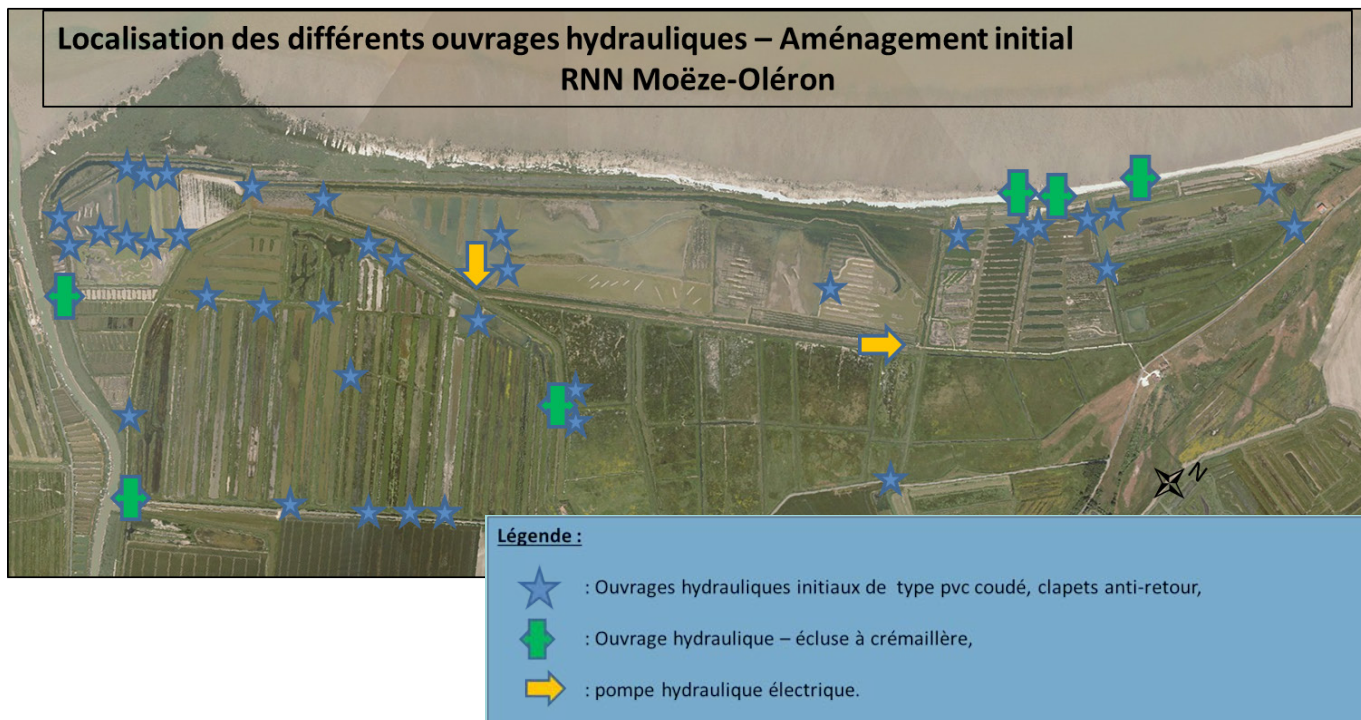 Localisation des différents ouvrages hydrauliques – Aménagement initial
RNN Moëze-Oléron
N
Légende :
: Ouvrages hydrauliques initiaux de type pvc coudé, clapets anti-retour,
: Ouvrage hydraulique – écluse à crémaillère,
: pompe hydraulique électrique.